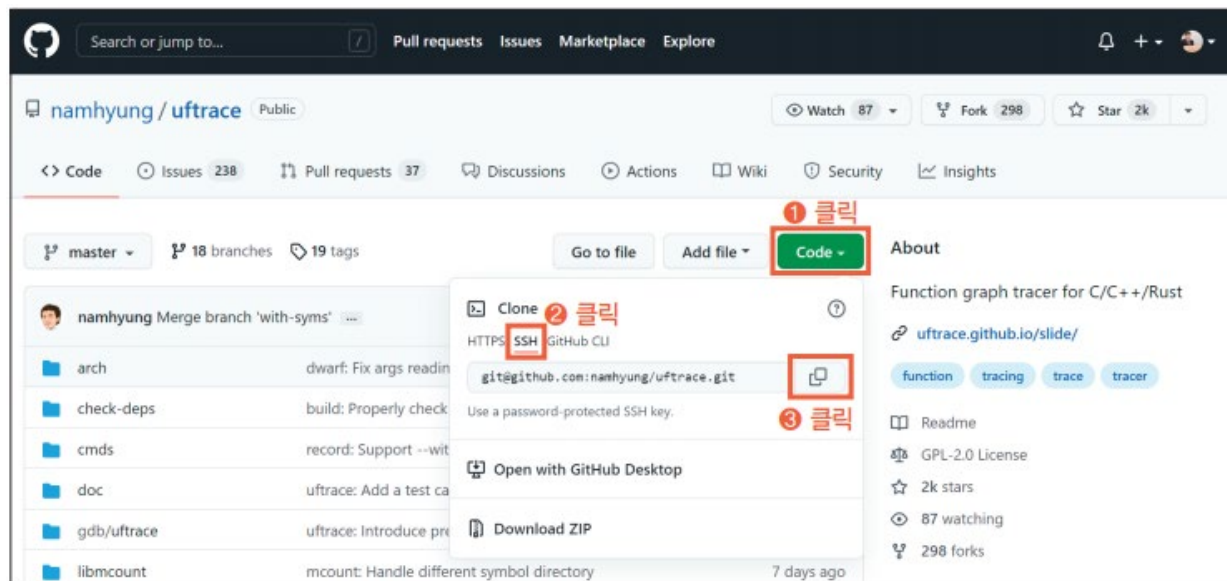 Search or jump to... / Pull requests Issues Marketplace Explore
namhyung / uftrace Public Watch 87 Fork 298 Star 2k
<> Code Issues 238 Pull requests 37 Discussions Actions Wiki Security Insights
❶ 클릭
master 18 branches 19 tags Go to file Add file Code About
Function graph tracer for C/C++/Rust
namhyung Merge branch 'with-syms' ... Clone ❷ 클릭
HTTPS SSH GitHub CLI
uftrace.github.io/slide/
arch dwarf: Fix args readin
git@github.com:namhyung/uftrace.git
function tracing trace tracer
check-deps build: Properly check
Use a password-protected SSH key.
❸ 클릭
Readme
cmds record: Support --wit
GPL-2.0 License
Open with GitHub Desktop
doc uftrace: Add a test ca
2k stars
87 watching
gdb/uftrace uftrace: Introduce pre
Download ZIP
298 forks
libmcount mcount: Handle different symbol directory 7 days ago